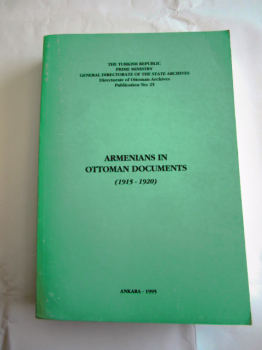 THE TURKISH REPUBLIC
PRIME MINISTRY
GENERAL DIRECTORATE OF THE STATE ARCHIVES
Directorate of Ottoman Archives
Publication Nu: 25
ARMENIANS IN
OTTOMAN DOCUMENTS
(1915 - 1920)
ANKARA - 1995